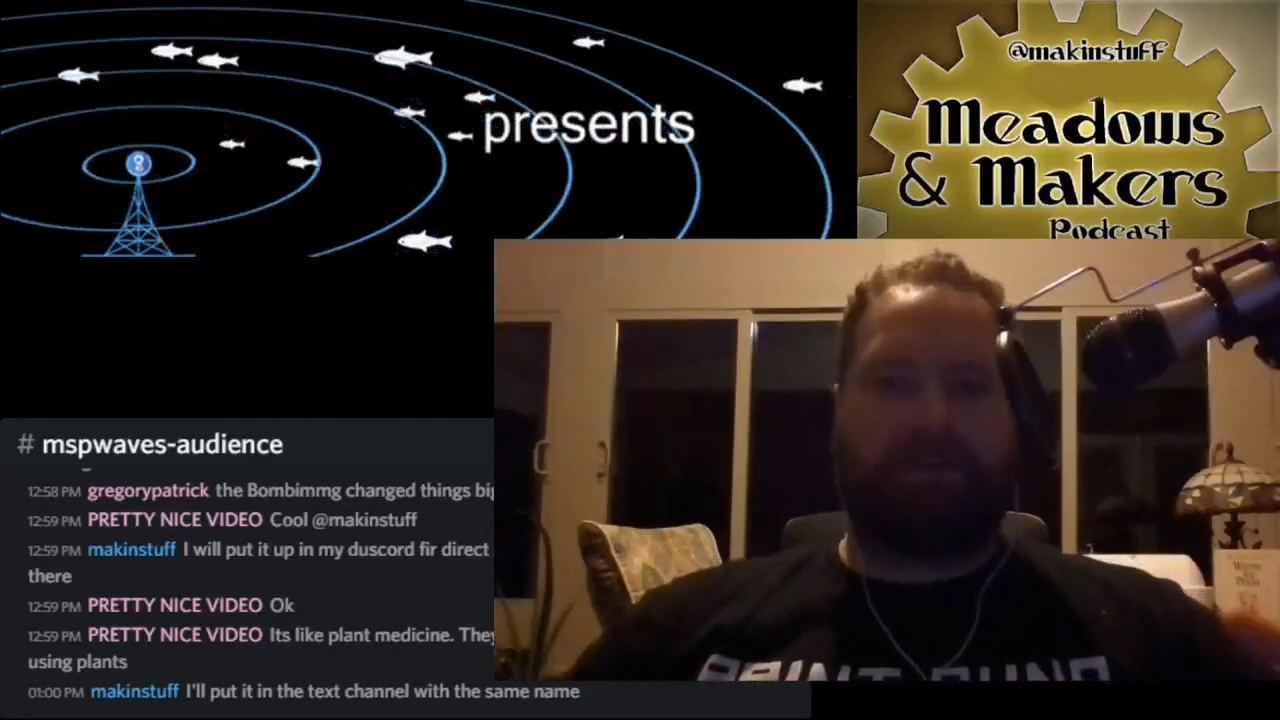 presents
@makinstuff
Meadows
& Makers
Podcast
# mspwaves-audience
12:58 PM gregorypatrick the Bombimmg changed things big
12:59 PM PRETTY NICE VIDEO Cool @makinstuff
12:59 PM makinstuff I will put it up in my duscord fir direct
there
12:59 PM PRETTY NICE VIDEO Ok
12:59 PM PRETTY NICE VIDEO Its like plant medicine. They
using plants
01:00 PM makinstuff I'll put it in the text channel with the same name